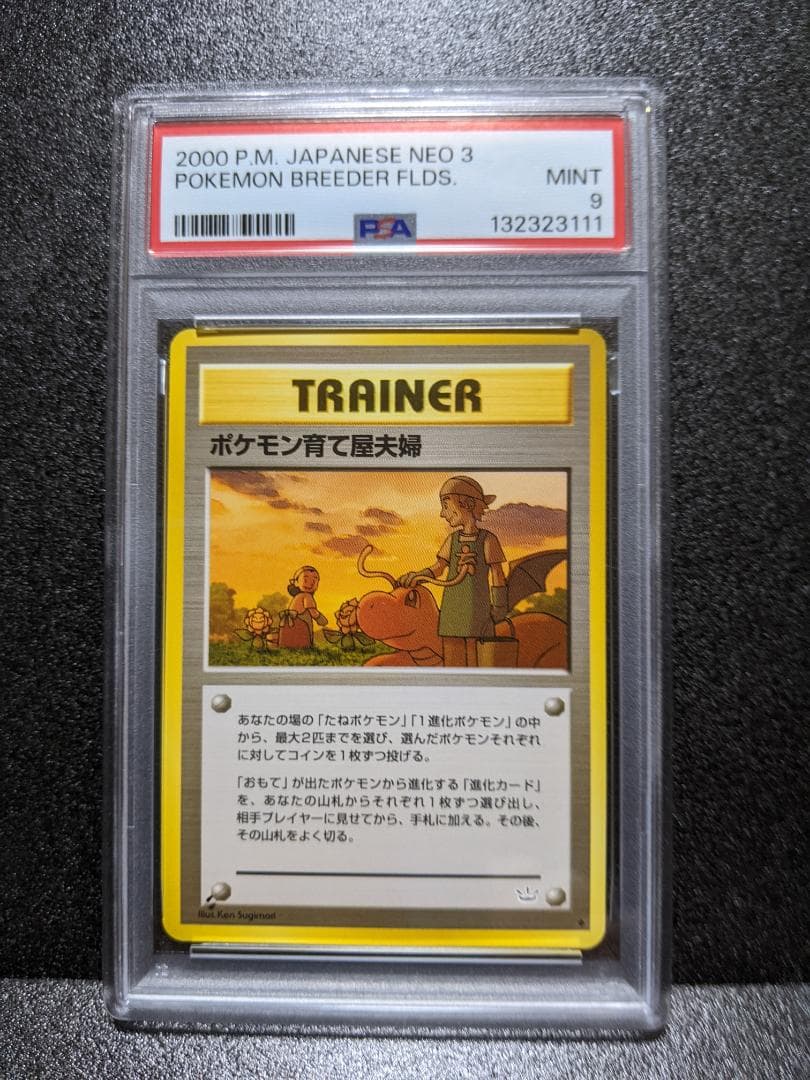 2000 P.M. JAPANESE NEO 3
POKEMON BREEDER FLDS.
MINT
9
PSA
132323111
TRAINER
ポケモン育て屋夫婦
あなたの場の「たねポケモン」「1進化ポケモン」の中
から、最大2匹までを選び、選んだポケモンそれぞれ
に対してコインを1枚ずつ投げる。
「おもて」が出たポケモンから進化する「進化カード」
を、あなたの山札からそれぞれ1枚ずつ選び出し、
相手プレイヤーに見せてから、手札に加える。その後、
その山札をよく切る。
Illus. Ken Sugimori